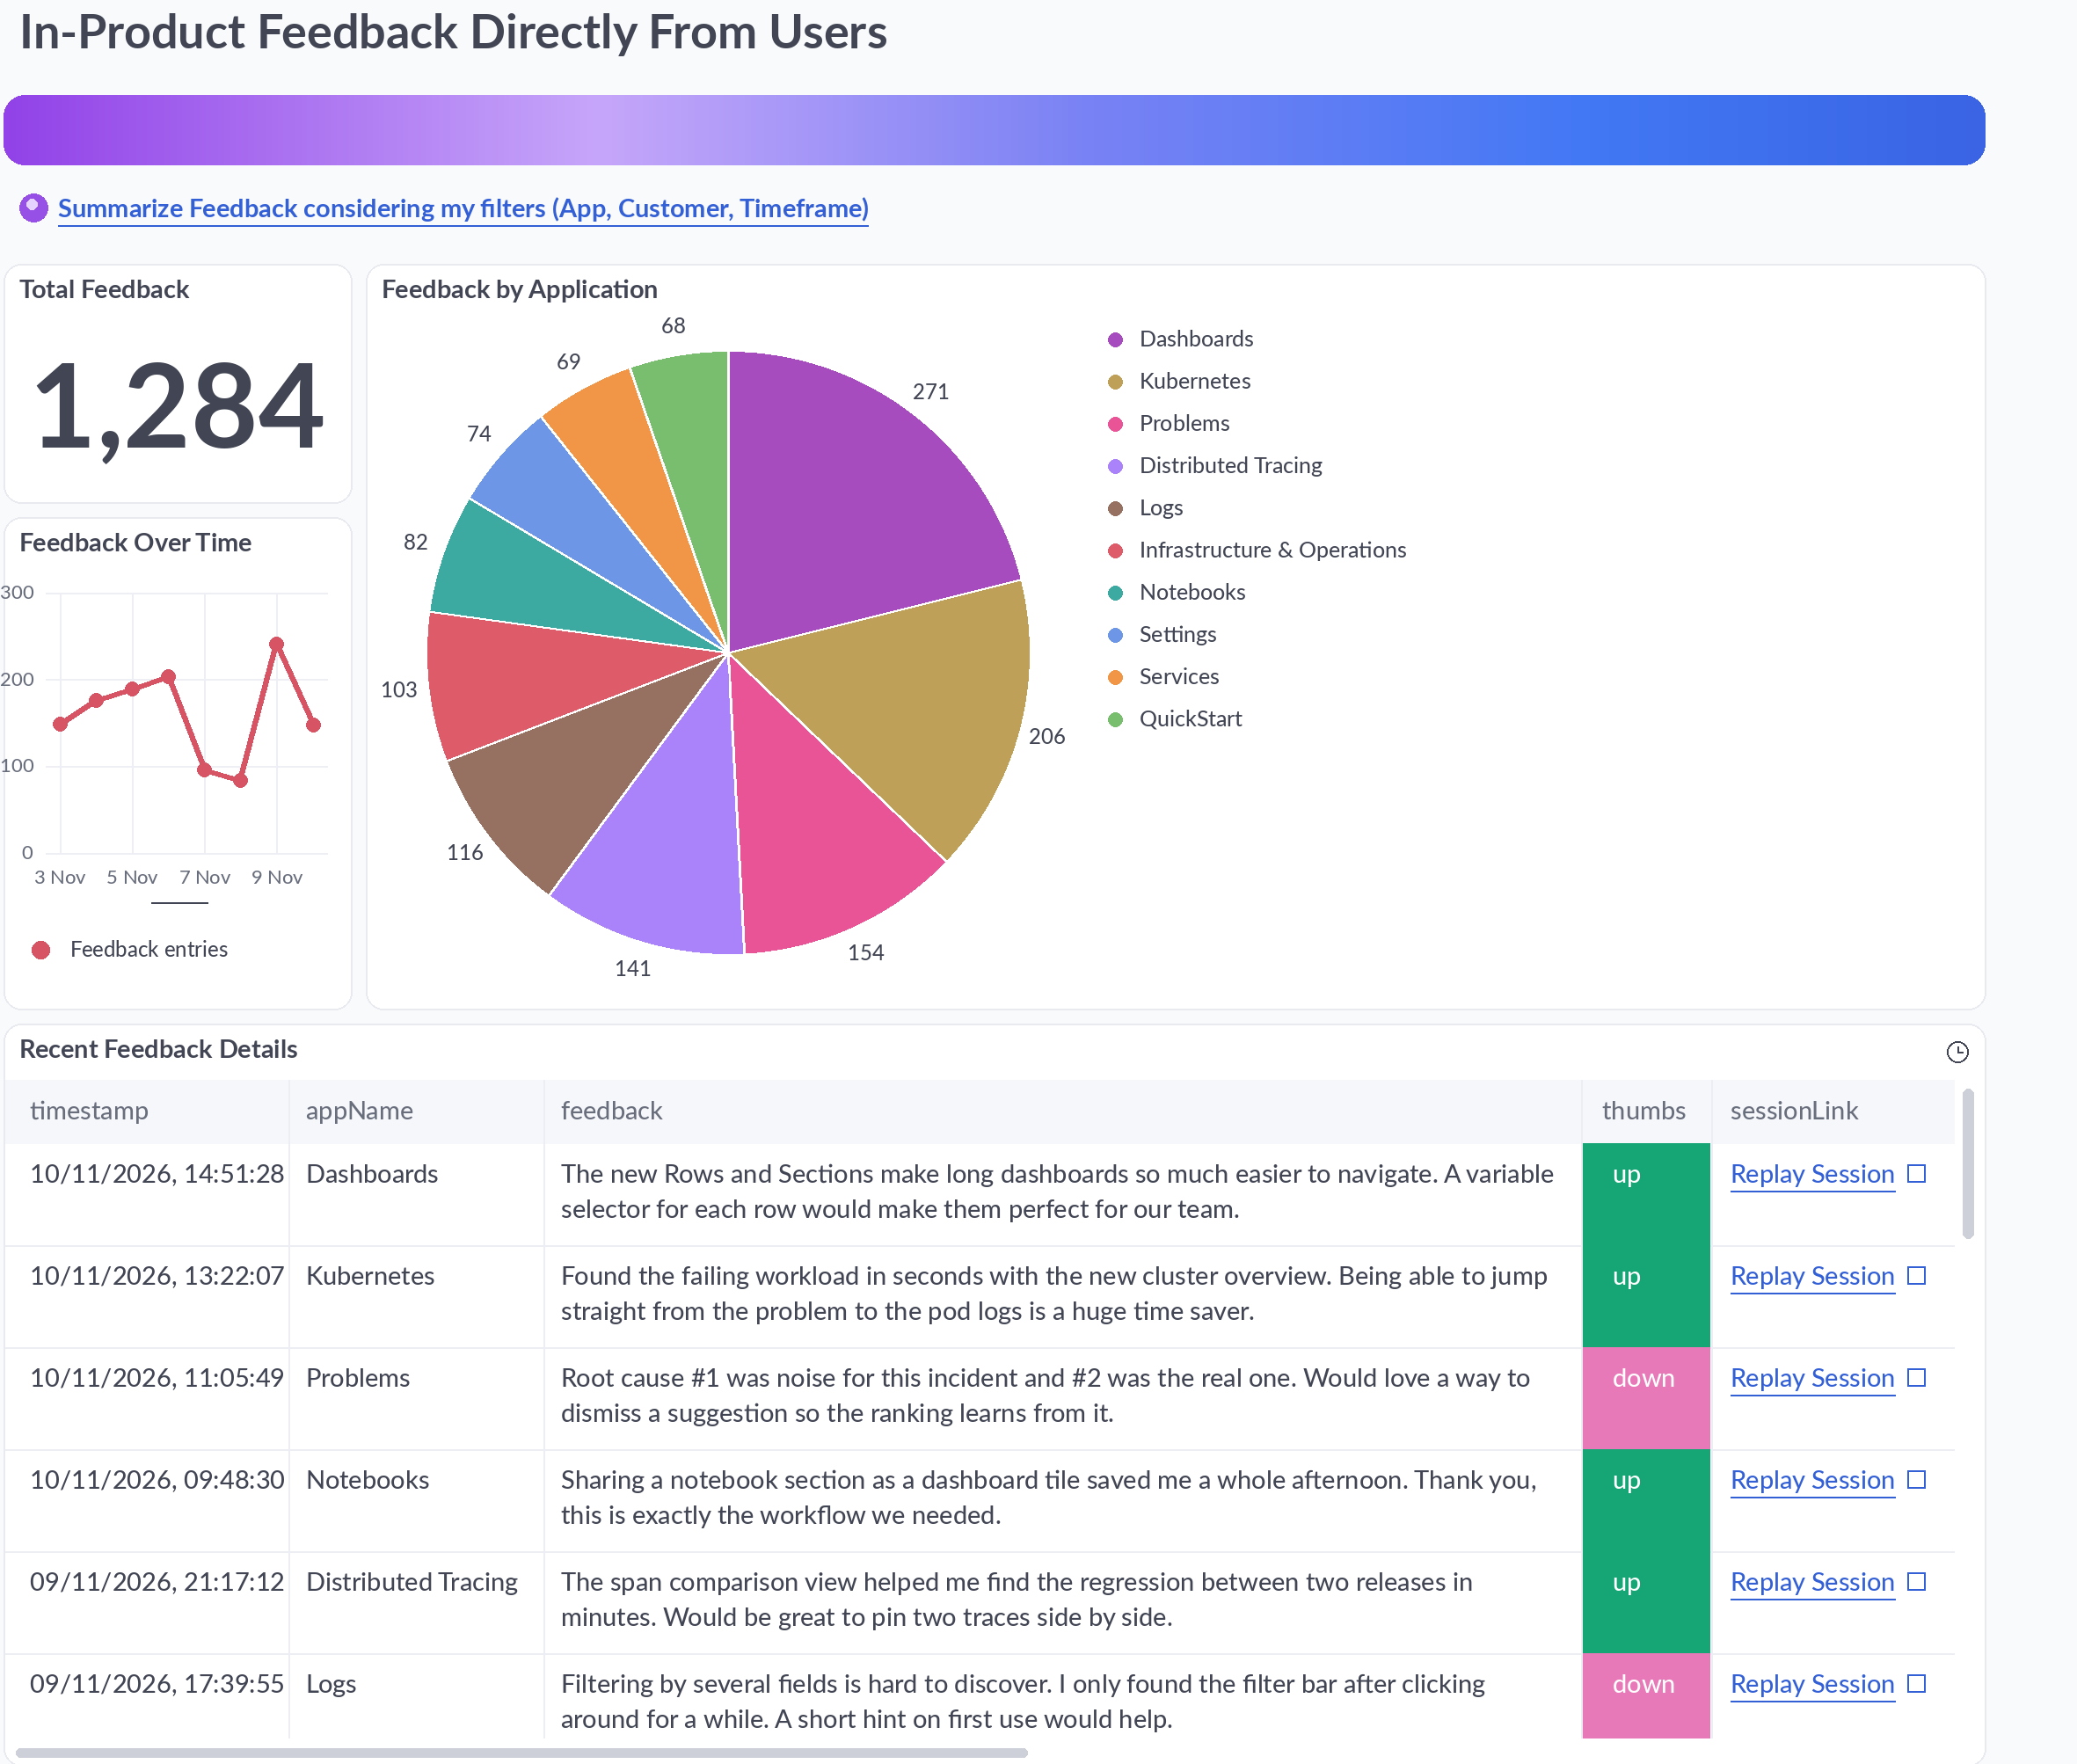 In-Product Feedback Directly From Users
Summarize Feedback considering my filters (App, Customer, Timeframe)
Total Feedback
1,284
Feedback Over Time
300
200
100
0
3 Nov 5 Nov 7 Nov 9 Nov
Feedback entries
Feedback by Application
68
271
69
74
82
103
206
116
154
141
Dashboards
Kubernetes
Problems
Distributed Tracing
Logs
Infrastructure & Operations
Notebooks
Settings
Services
QuickStart
Recent Feedback Details
timestamp appName feedback thumbs sessionLink
10/11/2026, 14:51:28 Dashboards The new Rows and Sections make long dashboards so much easier to navigate. A variable up Replay Session
selector for each row would make them perfect for our team.
10/11/2026, 13:22:07 Kubernetes Found the failing workload in seconds with the new cluster overview. Being able to jump up Replay Session
straight from the problem to the pod logs is a huge time saver.
10/11/2026, 11:05:49 Problems Root cause #1 was noise for this incident and #2 was the real one. Would love a way to down Replay Session
dismiss a suggestion so the ranking learns from it.
10/11/2026, 09:48:30 Notebooks Sharing a notebook section as a dashboard tile saved me a whole afternoon. Thank you, up Replay Session
this is exactly the workflow we needed.
09/11/2026, 21:17:12 Distributed Tracing The span comparison view helped me find the regression between two releases in up Replay Session
minutes. Would be great to pin two traces side by side.
09/11/2026, 17:39:55 Logs Filtering by several fields is hard to discover. I only found the filter bar after clicking down Replay Session
around for a while. A short hint on first use would help.